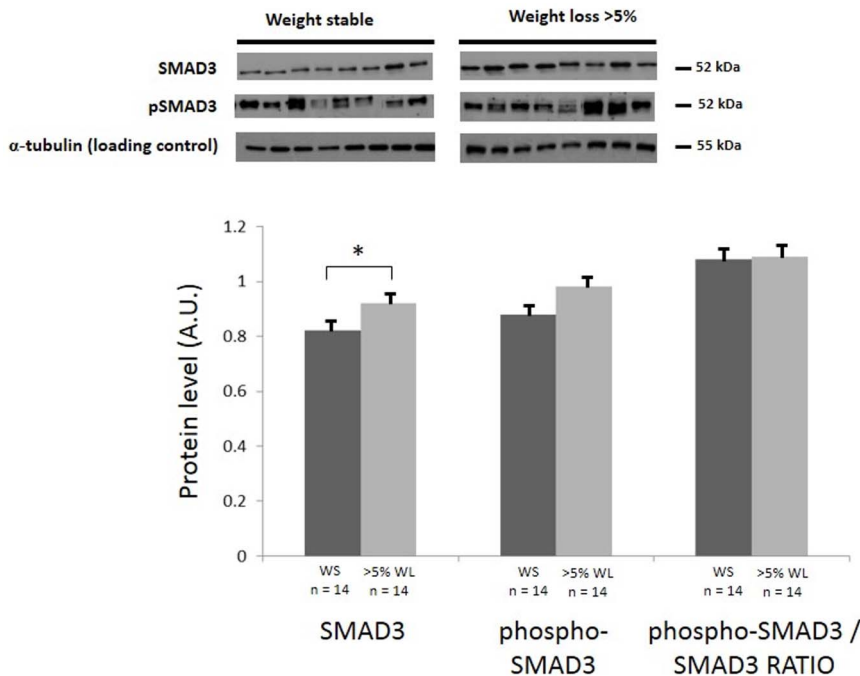 Weight stable
Weight loss >5%
SMAD3
52 kDa
pSMAD3
52 kDa
α-tubulin (loading control)
55 kDa
Protein level (A.U.)
1.2
1
0.8
0.6
0.4
0.2
0
*
WS >5% WL WS >5% WL WS >5% WL
n = 14 n = 14 n = 14 n = 14 n = 14 n = 14
SMAD3
phospho-
SMAD3
phospho-SMAD3 /
SMAD3 RATIO